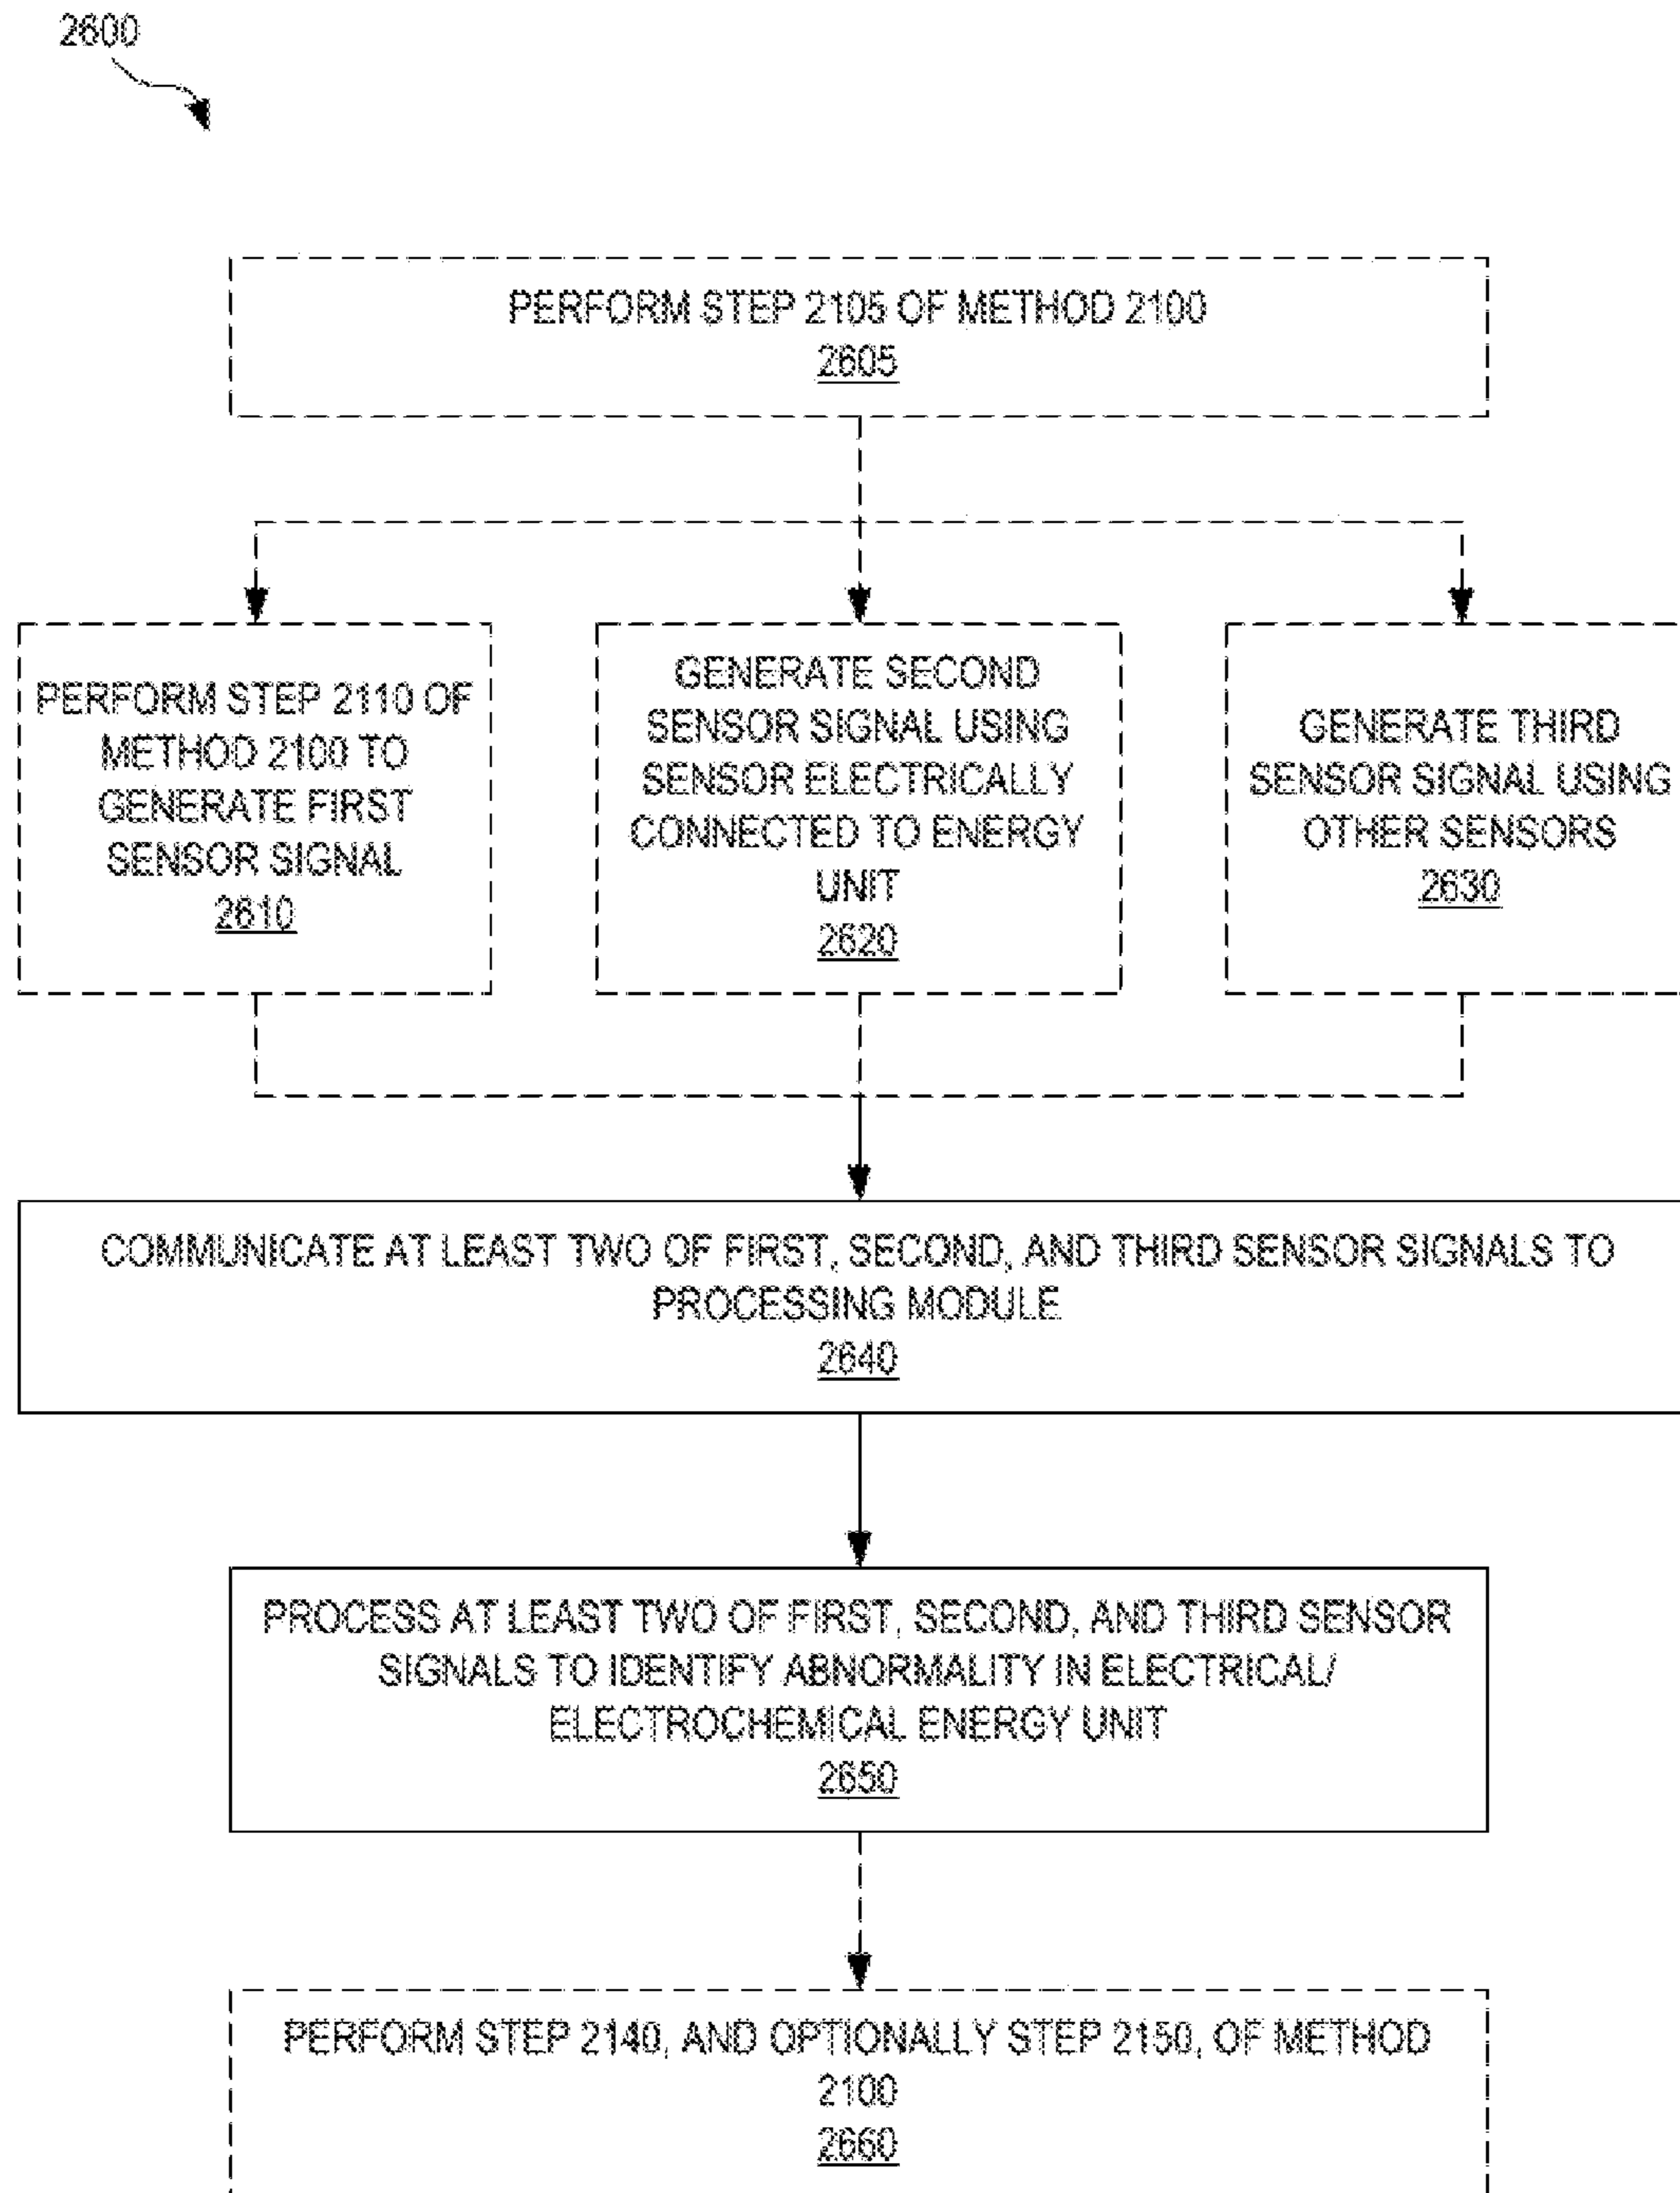 2600
PERFORM STEP 2105 OF METHOD 2100
2605
PERFORM STEP 2110 OF
METHOD 2100 TO
GENERATE FIRST
SENSOR SIGNAL
2610
GENERATE SECOND
SENSOR SIGNAL USING
SENSOR ELECTRICALLY
CONNECTED TO ENERGY
UNIT
2620
GENERATE THIRD
SENSOR SIGNAL USING
OTHER SENSORS
2630
COMMUNICATE AT LEAST TWO OF FIRST, SECOND, AND THIRD SENSOR SIGNALS TO
PROCESSING MODULE
2640
PROCESS AT LEAST TWO OF FIRST, SECOND, AND THIRD SENSOR
SIGNALS TO IDENTIFY ABNORMALITY IN ELECTRICAL/
ELECTROCHEMICAL ENERGY UNIT
2650
PERFORM STEP 2140, AND OPTIONALLY STEP 2150, OF METHOD
2100
2660